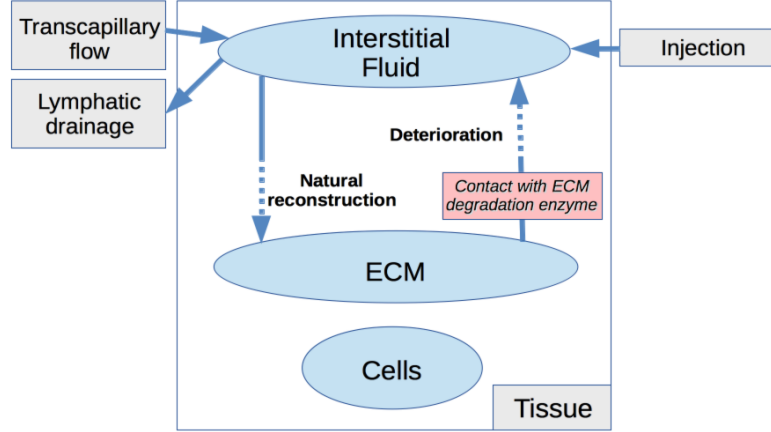 Transcapillary
flow
Interstitial
Fluid
Injection
Lymphatic
drainage
Deterioration
Natural
reconstruction
Contact with ECM
degradation enzyme
ECM
Cells
Tissue